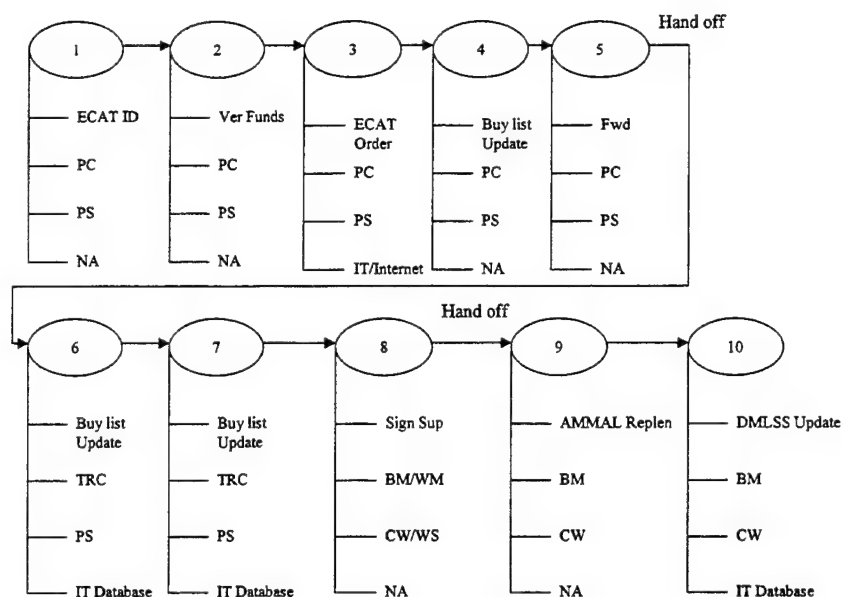 Hand off
1
2
3
4
5
ECAT ID
Ver Funds
ECAT
Order
Buy list
Update
Fwd
PC
PC
PC
PC
PC
PS
PS
PS
PS
PS
NA
NA
IT/Internet
NA
NA
Hand off
6
7
8
9
10
Buy list
Update
Buy list
Update
Sign Sup
AMMAL Replen
DMLSS Update
TRC
TRC
BM/WM
BM
BM
PS
PS
CW/WS
CW
CW
IT Database
IT Database
NA
NA
IT Database